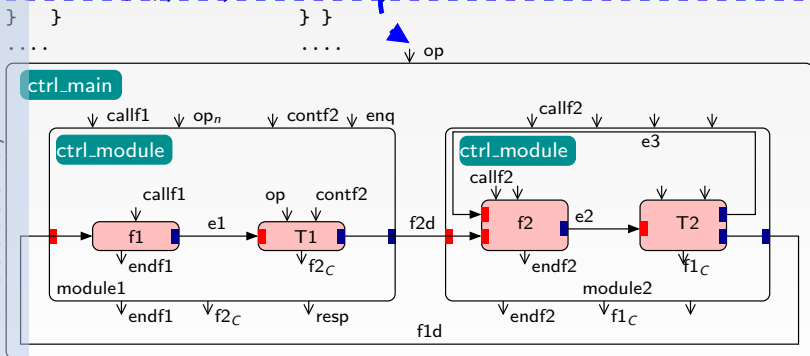 } }
} }
....
....
op
ctrl_main
callf1
opₙ
contf2
enq
callf2
ctrl_module
ctrl_module
e3
callf1
op
contf2
callf2
f1
e1
T1
f2d
f2
e2
T2
endf1
f2_C
endf2
f1_C
module1
module2
endf1
f2_C
resp
endf2
f1_C
f1d